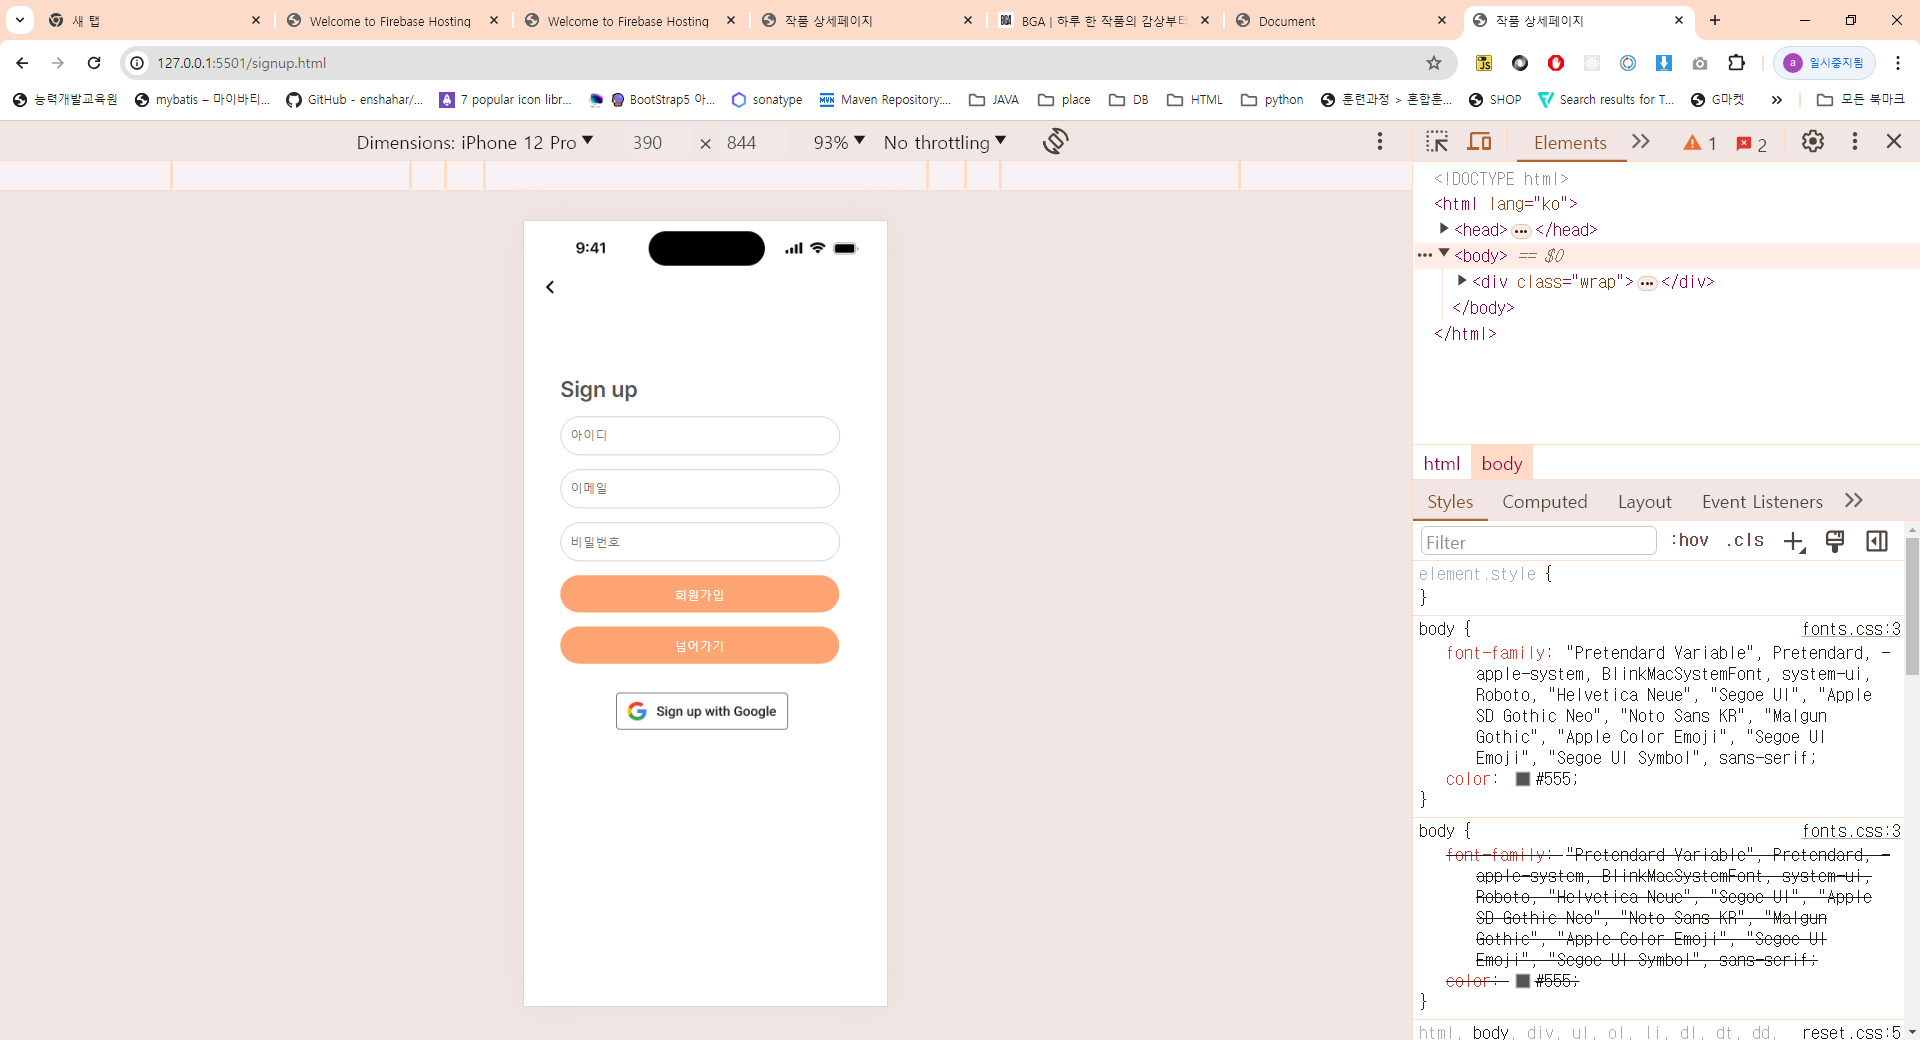 새 탭
Welcome to Firebase Hosting
Welcome to Firebase Hosting
작품 상세페이지
BGA | 하루 한 작품의 감상부터
Document
작품 상세페이지
127.0.0.1:5501/signup.html
a 일시중지됨
능력개발교육원
mybatis – 마이바티...
GitHub - enshahar/...
7 popular icon libr...
BootStrap5 아...
sonatype
Maven Repository:...
JAVA
place
DB
HTML
python
훈련과정 > 혼합훈...
SHOP
Search results for T...
G마켓
모든 북마크
Dimensions: iPhone 12 Pro 390 × 844 93% No throttling
Elements 1 2
9:41
Sign up
아이디
이메일
비밀번호
회원가입
넘어가기
Sign up with Google
<!DOCTYPE html>
<html lang="ko">
<head> ••• </head>
<body> == $0
<div class="wrap"> ••• </div>
</body>
</html>
html body
Styles Computed Layout Event Listeners
Filter :hov .cls
element.style {
}
body { fonts.css:3
font-family: "Pretendard Variable", Pretendard, -
apple-system, BlinkMacSystemFont, system-ui,
Roboto, "Helvetica Neue", "Segoe UI", "Apple
SD Gothic Neo", "Noto Sans KR", "Malgun
Gothic", "Apple Color Emoji", "Segoe UI
Emoji", "Segoe UI Symbol", sans-serif;
color: #555;
}
body { fonts.css:3
font-family: "Pretendard Variable", Pretendard, -
apple-system, BlinkMacSystemFont, system-ui,
Roboto, "Helvetica Neue", "Segoe UI", "Apple
SD Gothic Neo", "Noto Sans KR", "Malgun
Gothic", "Apple Color Emoji", "Segoe UI
Emoji", "Segoe UI Symbol", sans-serif;
color: #555;
}
html, body, div, ul, ol, li, dl, dt, dd, reset.css:5